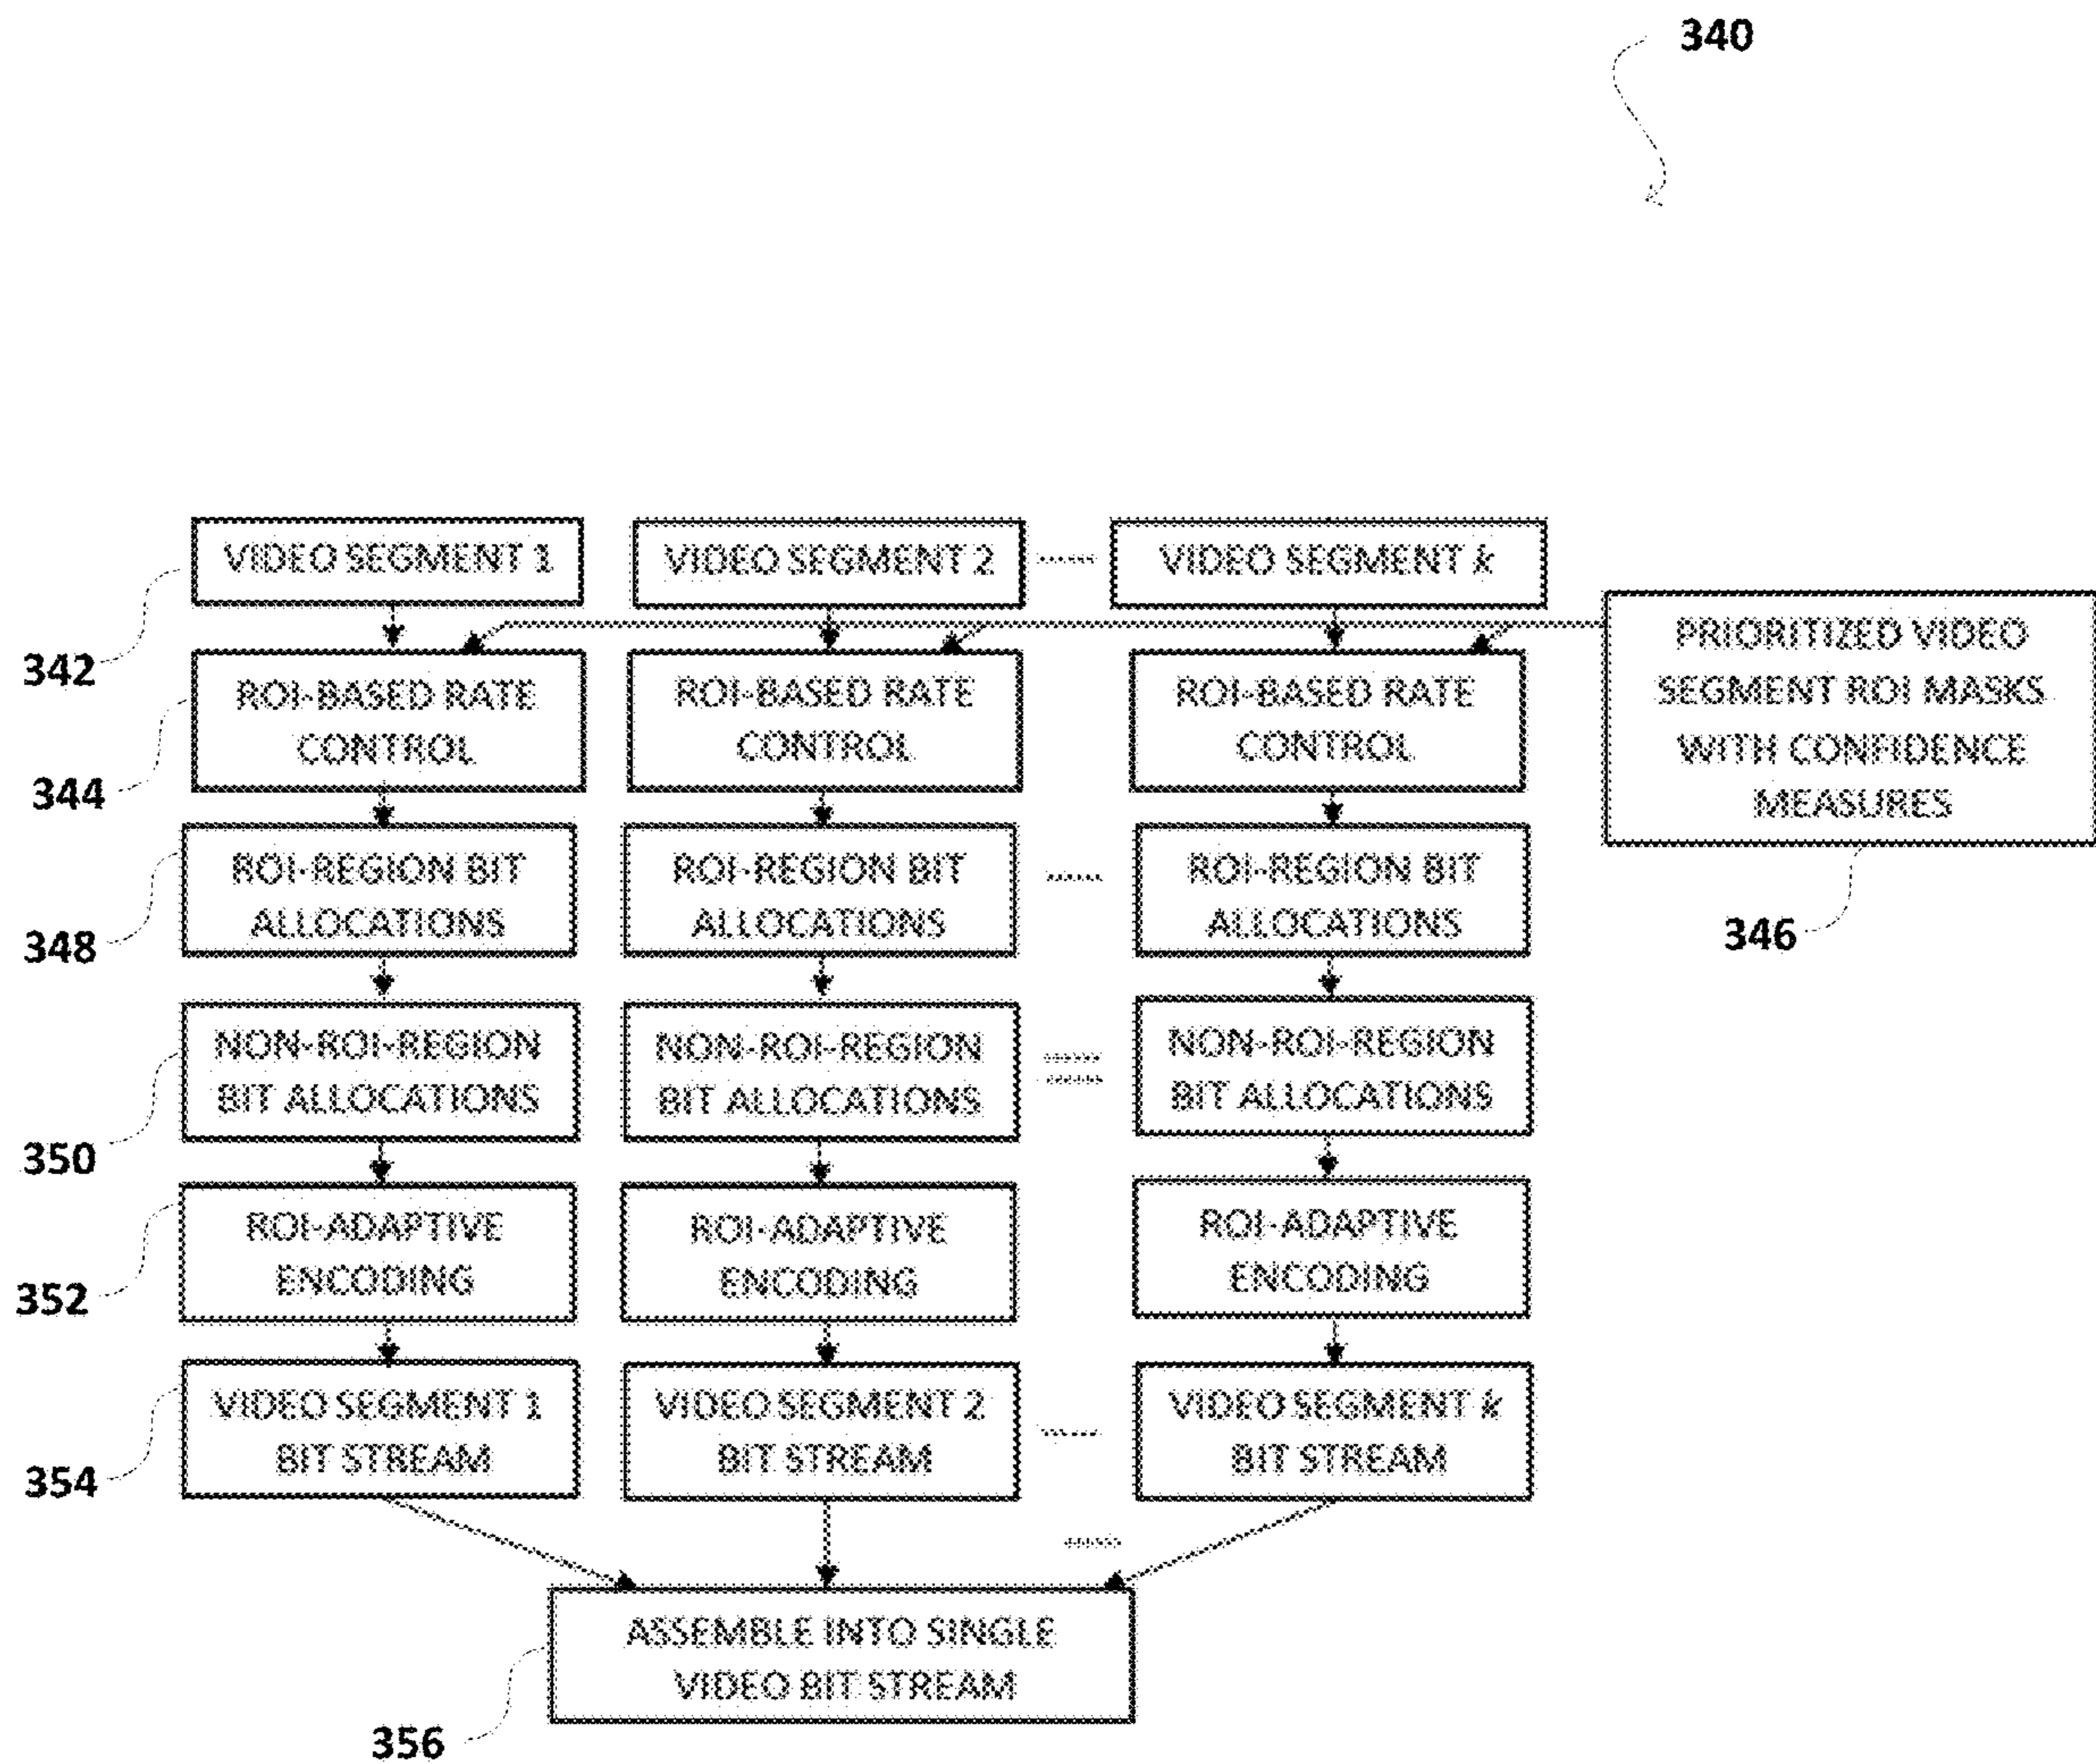 340
VIDEO SEGMENT 1
VIDEO SEGMENT 2
VIDEO SEGMENT k
342
ROI-BASED RATE
CONTROL
ROI-BASED RATE
CONTROL
ROI-BASED RATE
CONTROL
PRIORITIZED VIDEO
SEGMENT ROI MASKS
WITH CONFIDENCE
MEASURES
344
346
ROI-REGION BIT
ALLOCATIONS
ROI-REGION BIT
ALLOCATIONS
ROI-REGION BIT
ALLOCATIONS
348
NON-ROI-REGION
BIT ALLOCATIONS
NON-ROI-REGION
BIT ALLOCATIONS
NON-ROI-REGION
BIT ALLOCATIONS
350
ROI-ADAPTIVE
ENCODING
ROI-ADAPTIVE
ENCODING
ROI-ADAPTIVE
ENCODING
352
VIDEO SEGMENT 1
BIT STREAM
VIDEO SEGMENT 2
BIT STREAM
VIDEO SEGMENT k
BIT STREAM
354
ASSEMBLE INTO SINGLE
VIDEO BIT STREAM
356